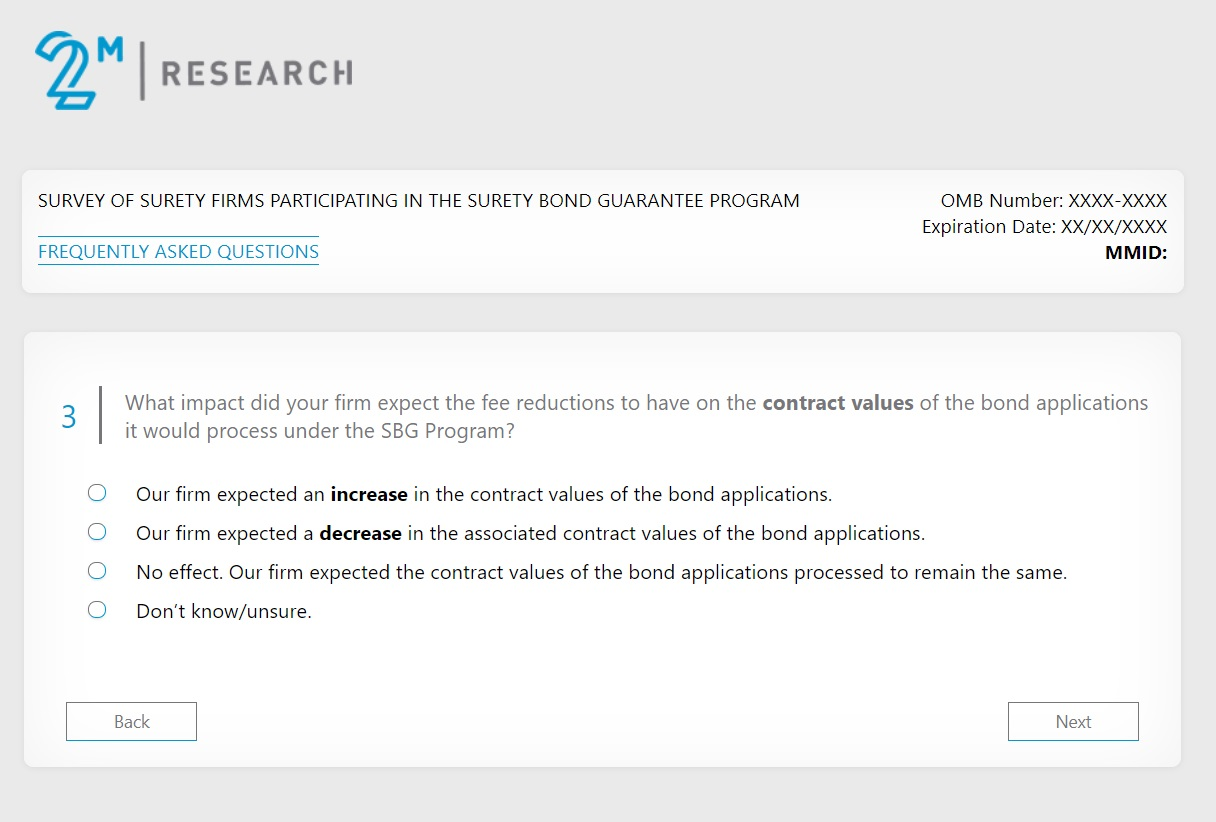 2M | RESEARCH
SURVEY OF SURETY FIRMS PARTICIPATING IN THE SURETY BOND GUARANTEE PROGRAM
OMB Number: XXXX-XXXX
Expiration Date: XX/XX/XXXX
FREQUENTLY ASKED QUESTIONS
MMID:
3
What impact did your firm expect the fee reductions to have on the contract values of the bond applications
it would process under the SBG Program?
Our firm expected an increase in the contract values of the bond applications.
Our firm expected a decrease in the associated contract values of the bond applications.
No effect. Our firm expected the contract values of the bond applications processed to remain the same.
Don’t know/unsure.
Back
Next